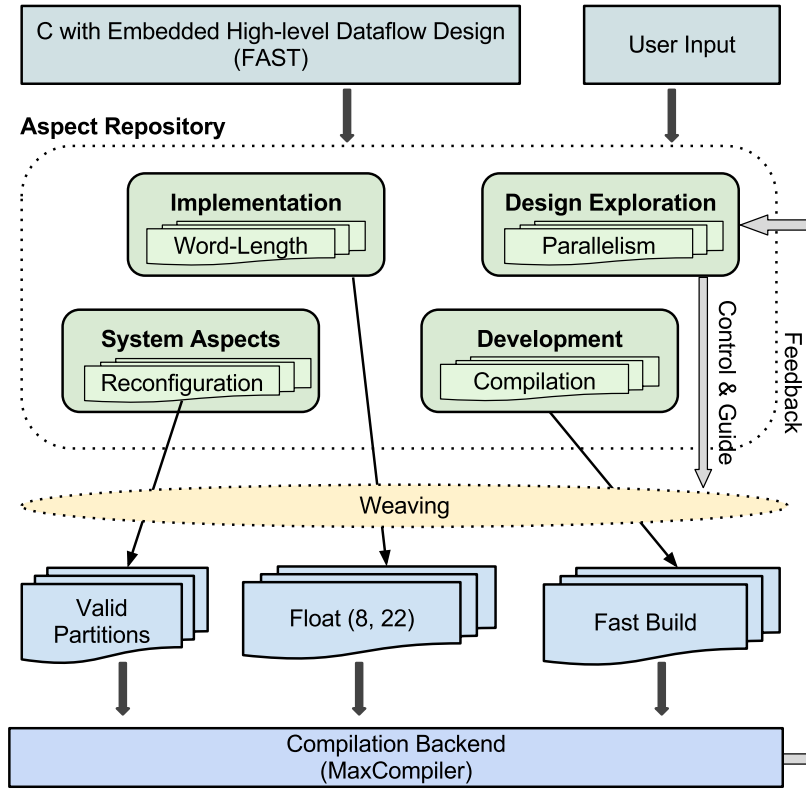 C with Embedded High-level Dataflow Design
(FAST)
User Input
Aspect Repository
Implementation
Word-Length
Design Exploration
Parallelism
System Aspects
Reconfiguration
Development
Compilation
Control & Guide
Feedback
Weaving
Valid
Partitions
Float (8, 22)
Fast Build
Compilation Backend
(MaxCompiler)